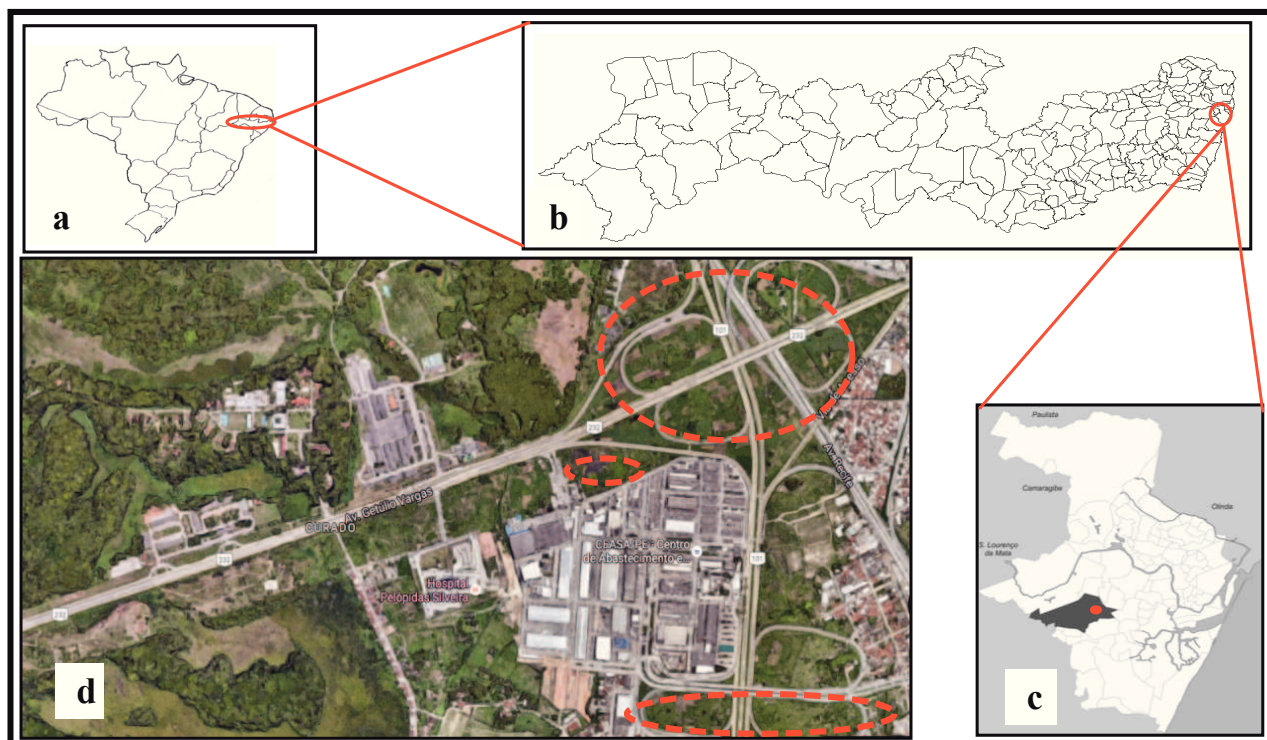 a
b
101
232
Av. Recife
232
Av. Getúlio Vargas
CURADO
CEASA/PE - Centro
de Abastecimento e...
101
232
Hospital
Pelópidas Silveira
232
d
Paulista
Camaragibe
Olinda
S. Lourenço
da Mata
c